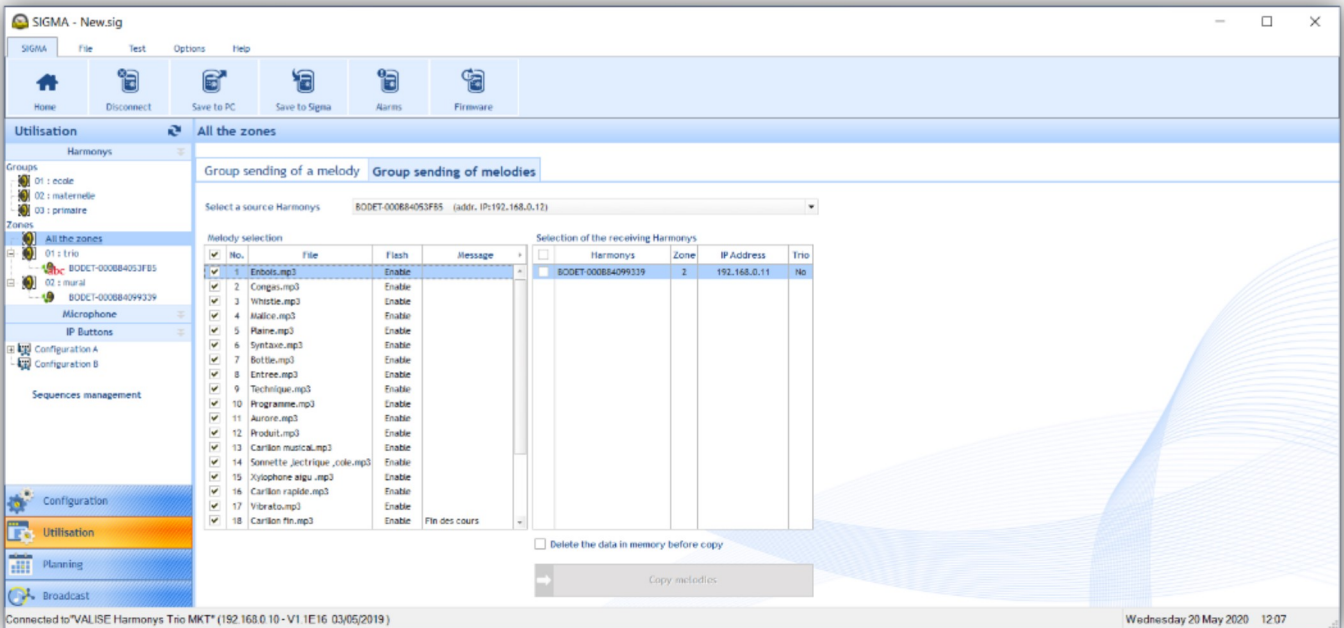 SIGMA - New.sig
SIGMA File Test Options Help
Home Disconnect Save to PC Save to Sigma Alarms Firmware
Utilisation
All the zones
Harmonys
Groups
01 : ecole
02 : maternelle
03 : primaire
Zones
All the zones
01 : trio
abc BODET-000B84053FB5
02 : mural
BODET-000B84099339
Microphone
IP Buttons
Configuration A
Configuration B
Sequences management
Configuration
Utilisation
Planning
Broadcast
Group sending of a melody Group sending of melodies
Select a source Harmonys BODET-000B84053FB5 (addr. IP:192.168.0.12)
Melody selection
No. File Flash Message
1 Enbois.mp3 Enable
2 Congas.mp3 Enable
3 Whistle.mp3 Enable
4 Malice.mp3 Enable
5 Plaine.mp3 Enable
6 Syntaxe.mp3 Enable
7 Bottle.mp3 Enable
8 Entree.mp3 Enable
9 Technique.mp3 Enable
10 Programme.mp3 Enable
11 Aurore.mp3 Enable
12 Produit.mp3 Enable
13 Carillon musical.mp3 Enable
14 Sonnette ,lectrique ,cole.mp3 Enable
15 Xylophone aigu .mp3 Enable
16 Carillon rapide.mp3 Enable
17 Vibrato.mp3 Enable
18 Carillon fin.mp3 Enable Fin des cours
Selection of the receiving Harmonys
Harmonys Zone IP Address Trio
BODET-000B84099339 2 192.168.0.11 No
Delete the data in memory before copy
Copy melodies
Connected to"VALISE Harmonys Trio MKT" (192.168.0.10 - V1.1E16 03/05/2019 )
Wednesday 20 May 2020 12:07